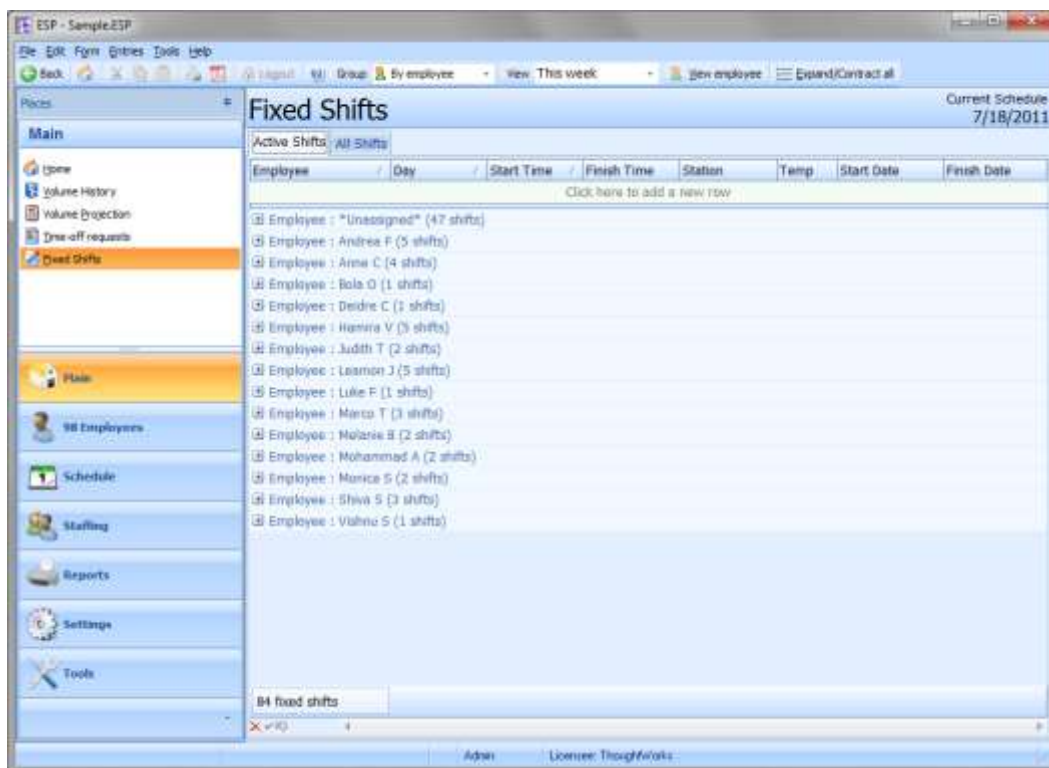 ESP - Sample.ESP
File Edit Form Entries Tools Help
Back Logout Group By employee View This week View employee Expand/Contract all
Places
Main
Home
Volume History
Volume Projection
Time-off requests
Fixed Shifts
Main
98 Employees
Schedule
Staffing
Reports
Settings
Tools
Fixed Shifts
Current Schedule
7/18/2011
Active Shifts All Shifts
Employee Day Start Time Finish Time Station Temp Start Date Finish Date
Click here to add a new row
Employee : *Unassigned* (47 shifts)
Employee : Andrea F (5 shifts)
Employee : Anne C (4 shifts)
Employee : Bola O (1 shifts)
Employee : Deidre C (1 shifts)
Employee : Hamira V (5 shifts)
Employee : Judith T (2 shifts)
Employee : Leamon J (5 shifts)
Employee : Luke F (1 shifts)
Employee : Marco T (3 shifts)
Employee : Melanie B (2 shifts)
Employee : Mohammad A (2 shifts)
Employee : Monica S (2 shifts)
Employee : Shiva S (3 shifts)
Employee : Vishnu S (1 shifts)
84 fixed shifts
Admin Licensee: ThoughtWorks